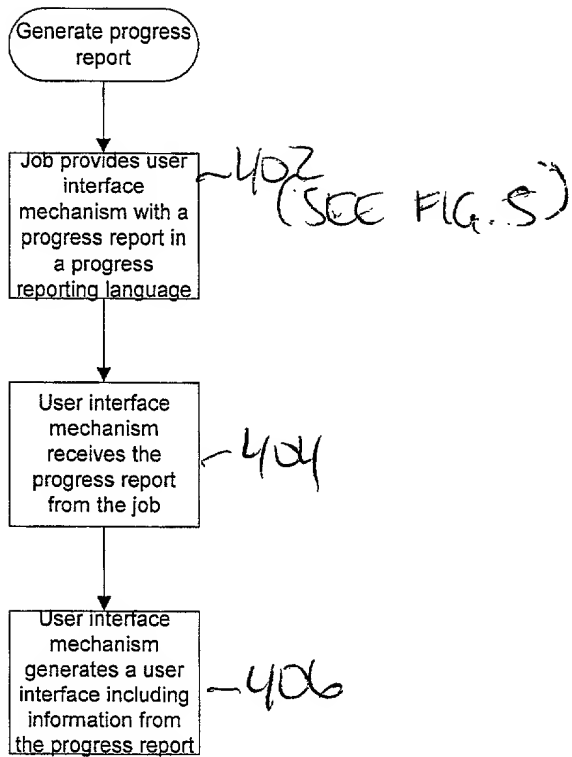 Generate progress
report
Job provides user
interface
mechanism with a
progress report in
a progress
reporting language
402
(SEE FIG. 5)
User interface
mechanism
receives the
progress report
from the job
404
User interface
mechanism
generates a user
interface including
information from
the progress report
406